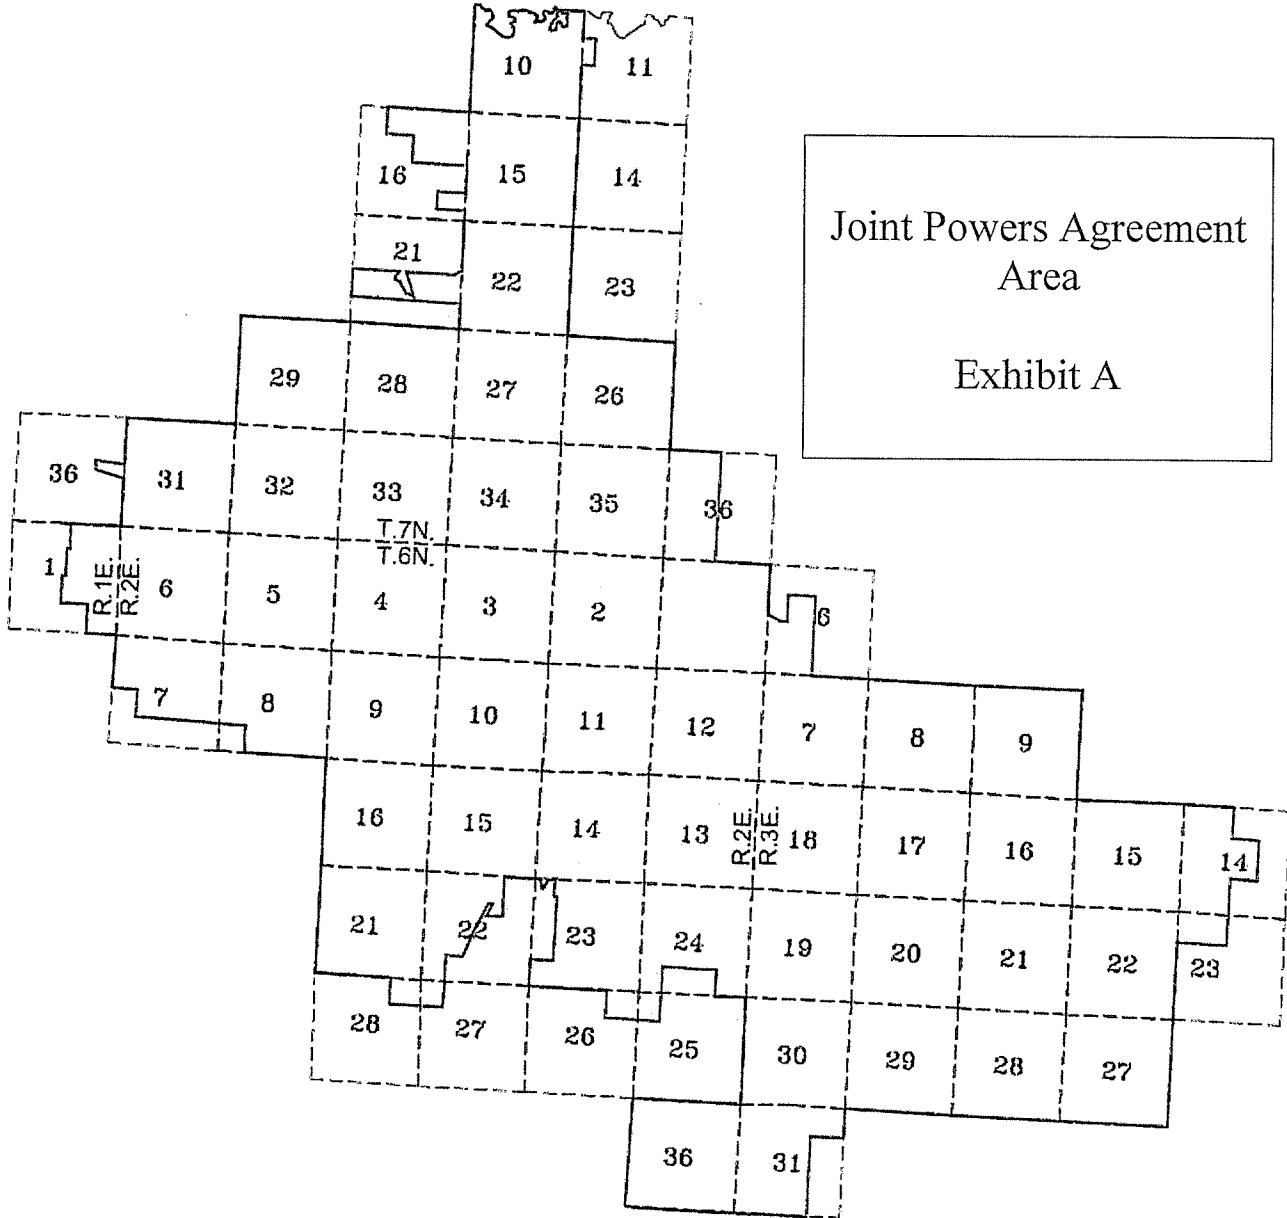 10 11
Joint Powers Agreement
Area
Exhibit A
16 15 14
21 22 23
29 28 27 26
36 31 32 33 34 35 36
T.7N.
T.6N.
1 R.1E. R.2E. 6 5 4 3 2 6
7 8 9 10 11 12 7 8 9
16 15 14 13 R.2E. R.3E. 18 17 16 15 14
21 22 23 24 19 20 21 22 23
28 27 26 25 30 29 28 27
36 31